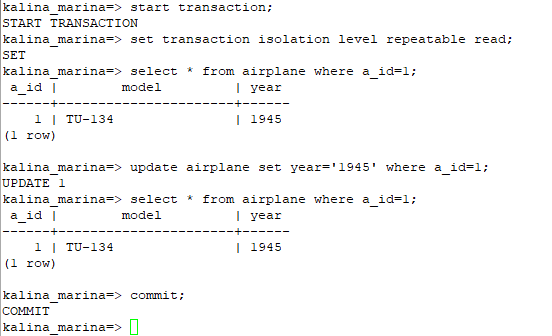 kalina_marina=> start transaction;
START TRANSACTION
kalina_marina=> set transaction isolation level repeatable read;
SET
kalina_marina=> select * from airplane where a_id=1;
 a_id |        model         | year
------+----------------------+------
    1 | TU-134               | 1945
(1 row)

kalina_marina=> update airplane set year='1945' where a_id=1;
UPDATE 1
kalina_marina=> select * from airplane where a_id=1;
 a_id |        model         | year
------+----------------------+------
    1 | TU-134               | 1945
(1 row)

kalina_marina=> commit;
COMMIT
kalina_marina=>